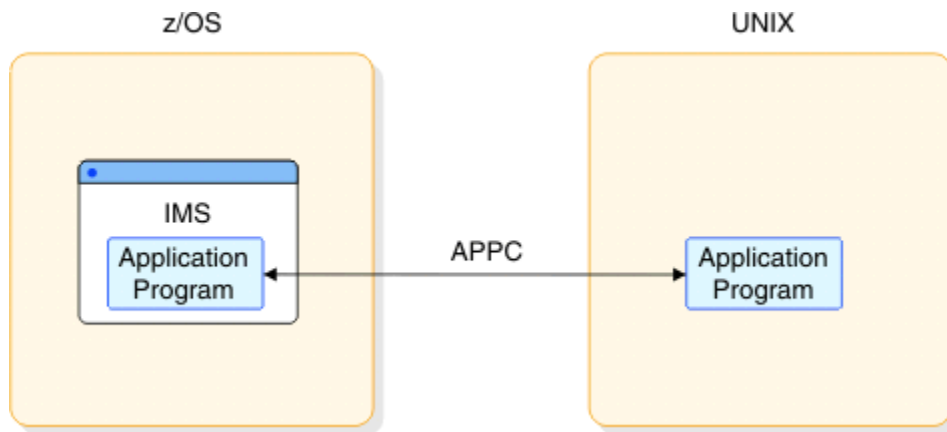 z/OS
UNIX
IMS
Application
Program
APPC
Application
Program